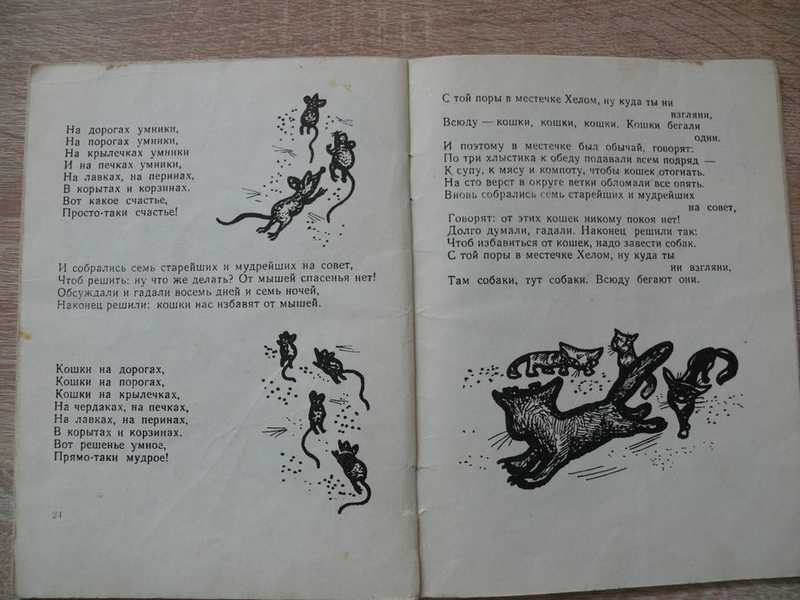 На дорогах умники,
На порогах умники,
На крылечках умники
И на печках умники,
На лавках, на перинах,
В корытах и корзинах.
Вот какое счастье,
Просто-таки счастье!
И собрались семь старейших и мудрейших на совет,
Чтоб решить: ну что же делать? От мышей спасенья нет!
Обсуждали и гадали восемь дней и семь ночей,
Наконец решили: кошки нас избавят от мышей.
Кошки на дорогах,
Кошки на порогах,
Кошки на крылечках,
На чердаках, на печках,
На лавках, на перинах,
В корытах и корзинах.
Вот решенье умное,
Прямо-таки мудрое!
24
С той поры в местечке Хелом, ну куда ты ни
взгляни,
Всюду — кошки, кошки, кошки. Кошки бегали
одни.
И поэтому в местечке был обычай, говорят:
По три хлыстика к обеду подавали всем подряд —
К супу, к мясу и компоту, чтобы кошек отогнать.
На сто верст в округе ветки обломали все опять.
Вновь собрались семь старейших и мудрейших
на совет,
Говорят: от этих кошек никому покоя нет!
Долго думали, гадали. Наконец решили так:
Чтоб избавиться от кошек, надо завести собак.
С той поры в местечке Хелом, ну куда ты
ни взгляни,
Там собаки, тут собаки. Всюду бегают они.